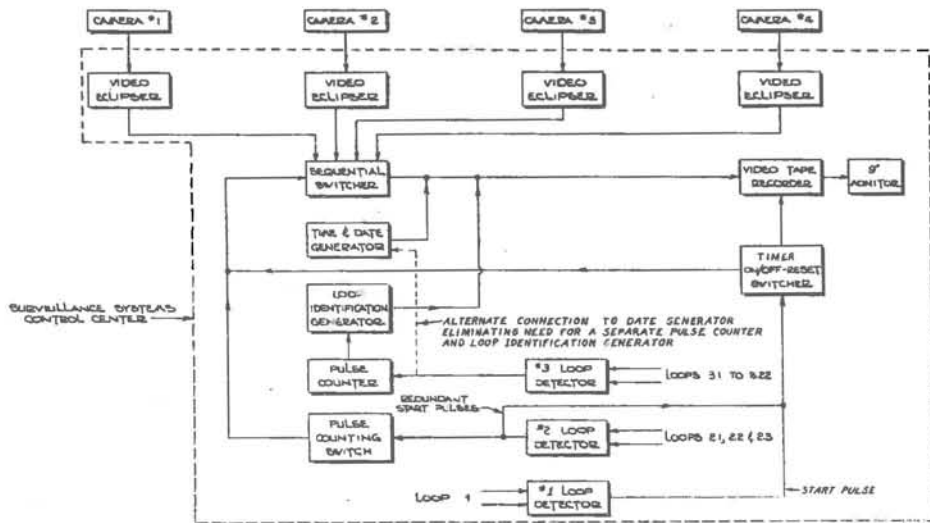 CAMERA #1
CAMERA #2
CAMERA #3
CAMERA #4
VIDEO
ECLIPSER
VIDEO
ECLIPSER
VIDEO
ECLIPSER
VIDEO
ECLIPSER
SEQUENTIAL
SWITCHER
VIDEO TAPE
RECORDER
9"
MONITOR
TIME & DATE
GENERATOR
TIMER
ON/OFF-RESET
SWITCHER
SURVEILLANCE SYSTEMS
CONTROL CENTER
LOOP
IDENTIFICATION
GENERATOR
ALTERNATE CONNECTION TO DATE GENERATOR
ELIMINATING NEED FOR A SEPARATE PULSE COUNTER
AND LOOP IDENTIFICATION GENERATOR
PULSE
COUNTER
#3 LOOP
DETECTOR
LOOPS 31 TO
REDUNDANT
START PULSES
PULSE
COUNTING
SWITCH
#2 LOOP
DETECTOR
LOOPS 21, 22 & 23
LOOP 1
#1 LOOP
DETECTOR
START PULSE